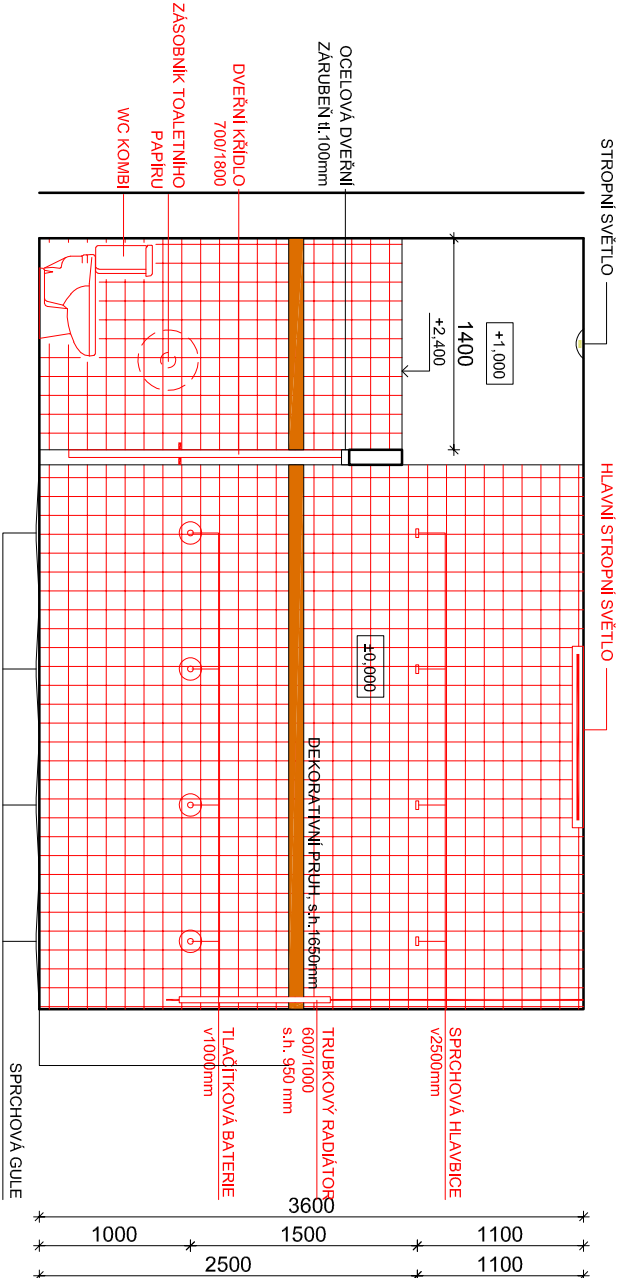 STROPNÍ SVĚTLO
HLAVNÍ STROPNÍ SVĚTLO
OCELOVÁ DVEŘNÍ
ZÁRUBEŇ tl.100mm
DVEŘNÍ KŘÍDLO
700/1800
ZÁSOBNÍK TOALETNÍHO
PAPÍRU
WC KOMBI
+1,000
1400
+2,400
±0,000
DEKORATIVNÍ PRUH, s.h.1650mm
SPRCHOVÁ HLAVBICE
v2500mm
TRUBKOVÝ RADIÁTOR
600/1000
s.h. 950 mm
TLAČÍTKOVÁ BATERIE
v1000mm
SPRCHOVÁ GULE
3600
1000
1500
1100
2500
1100